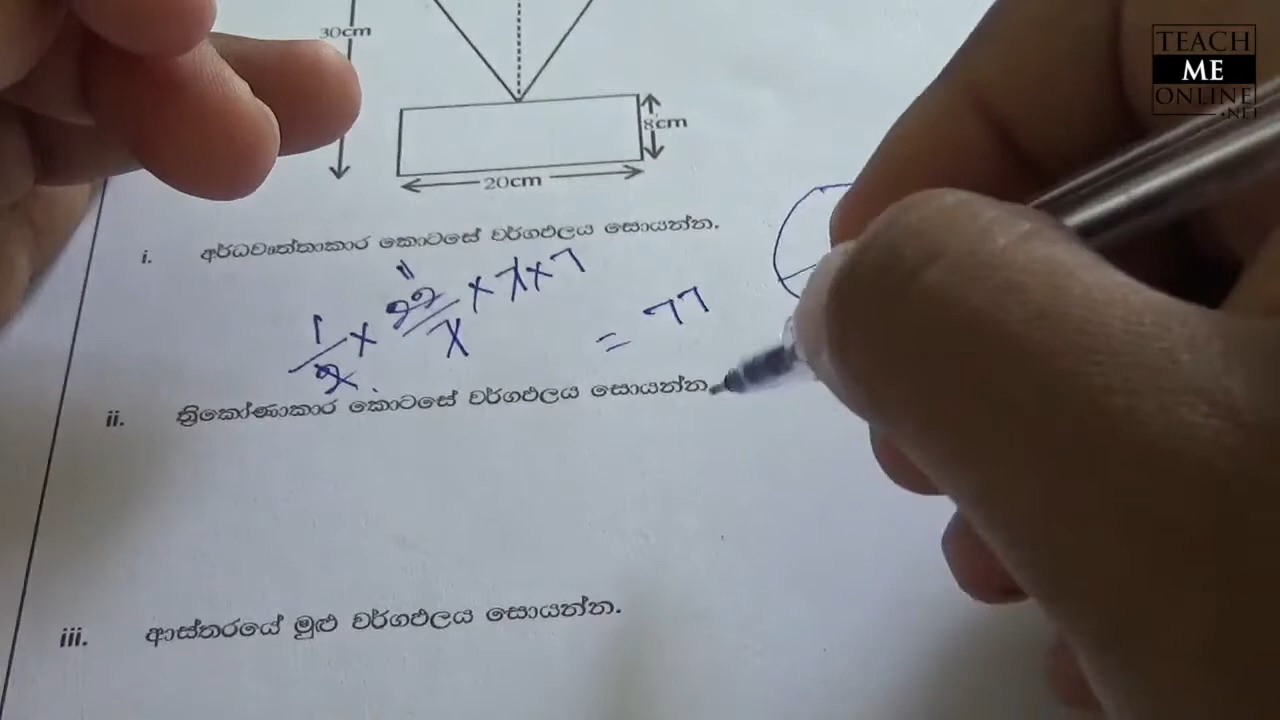 TEACH
ME
ONLINE
.NET
30cm
8cm
20cm
i. අර්ධවෘත්තාකාර කොටසේ වර්ගඵලය සොයන්න.
11
1/2 × 22/7 × 7 × 7 = 77
ii. ත්‍රිකෝණාකාර කොටසේ වර්ගඵලය සොයන්න.
iii. ආස්තරයේ මුළු වර්ගඵලය සොයන්න.